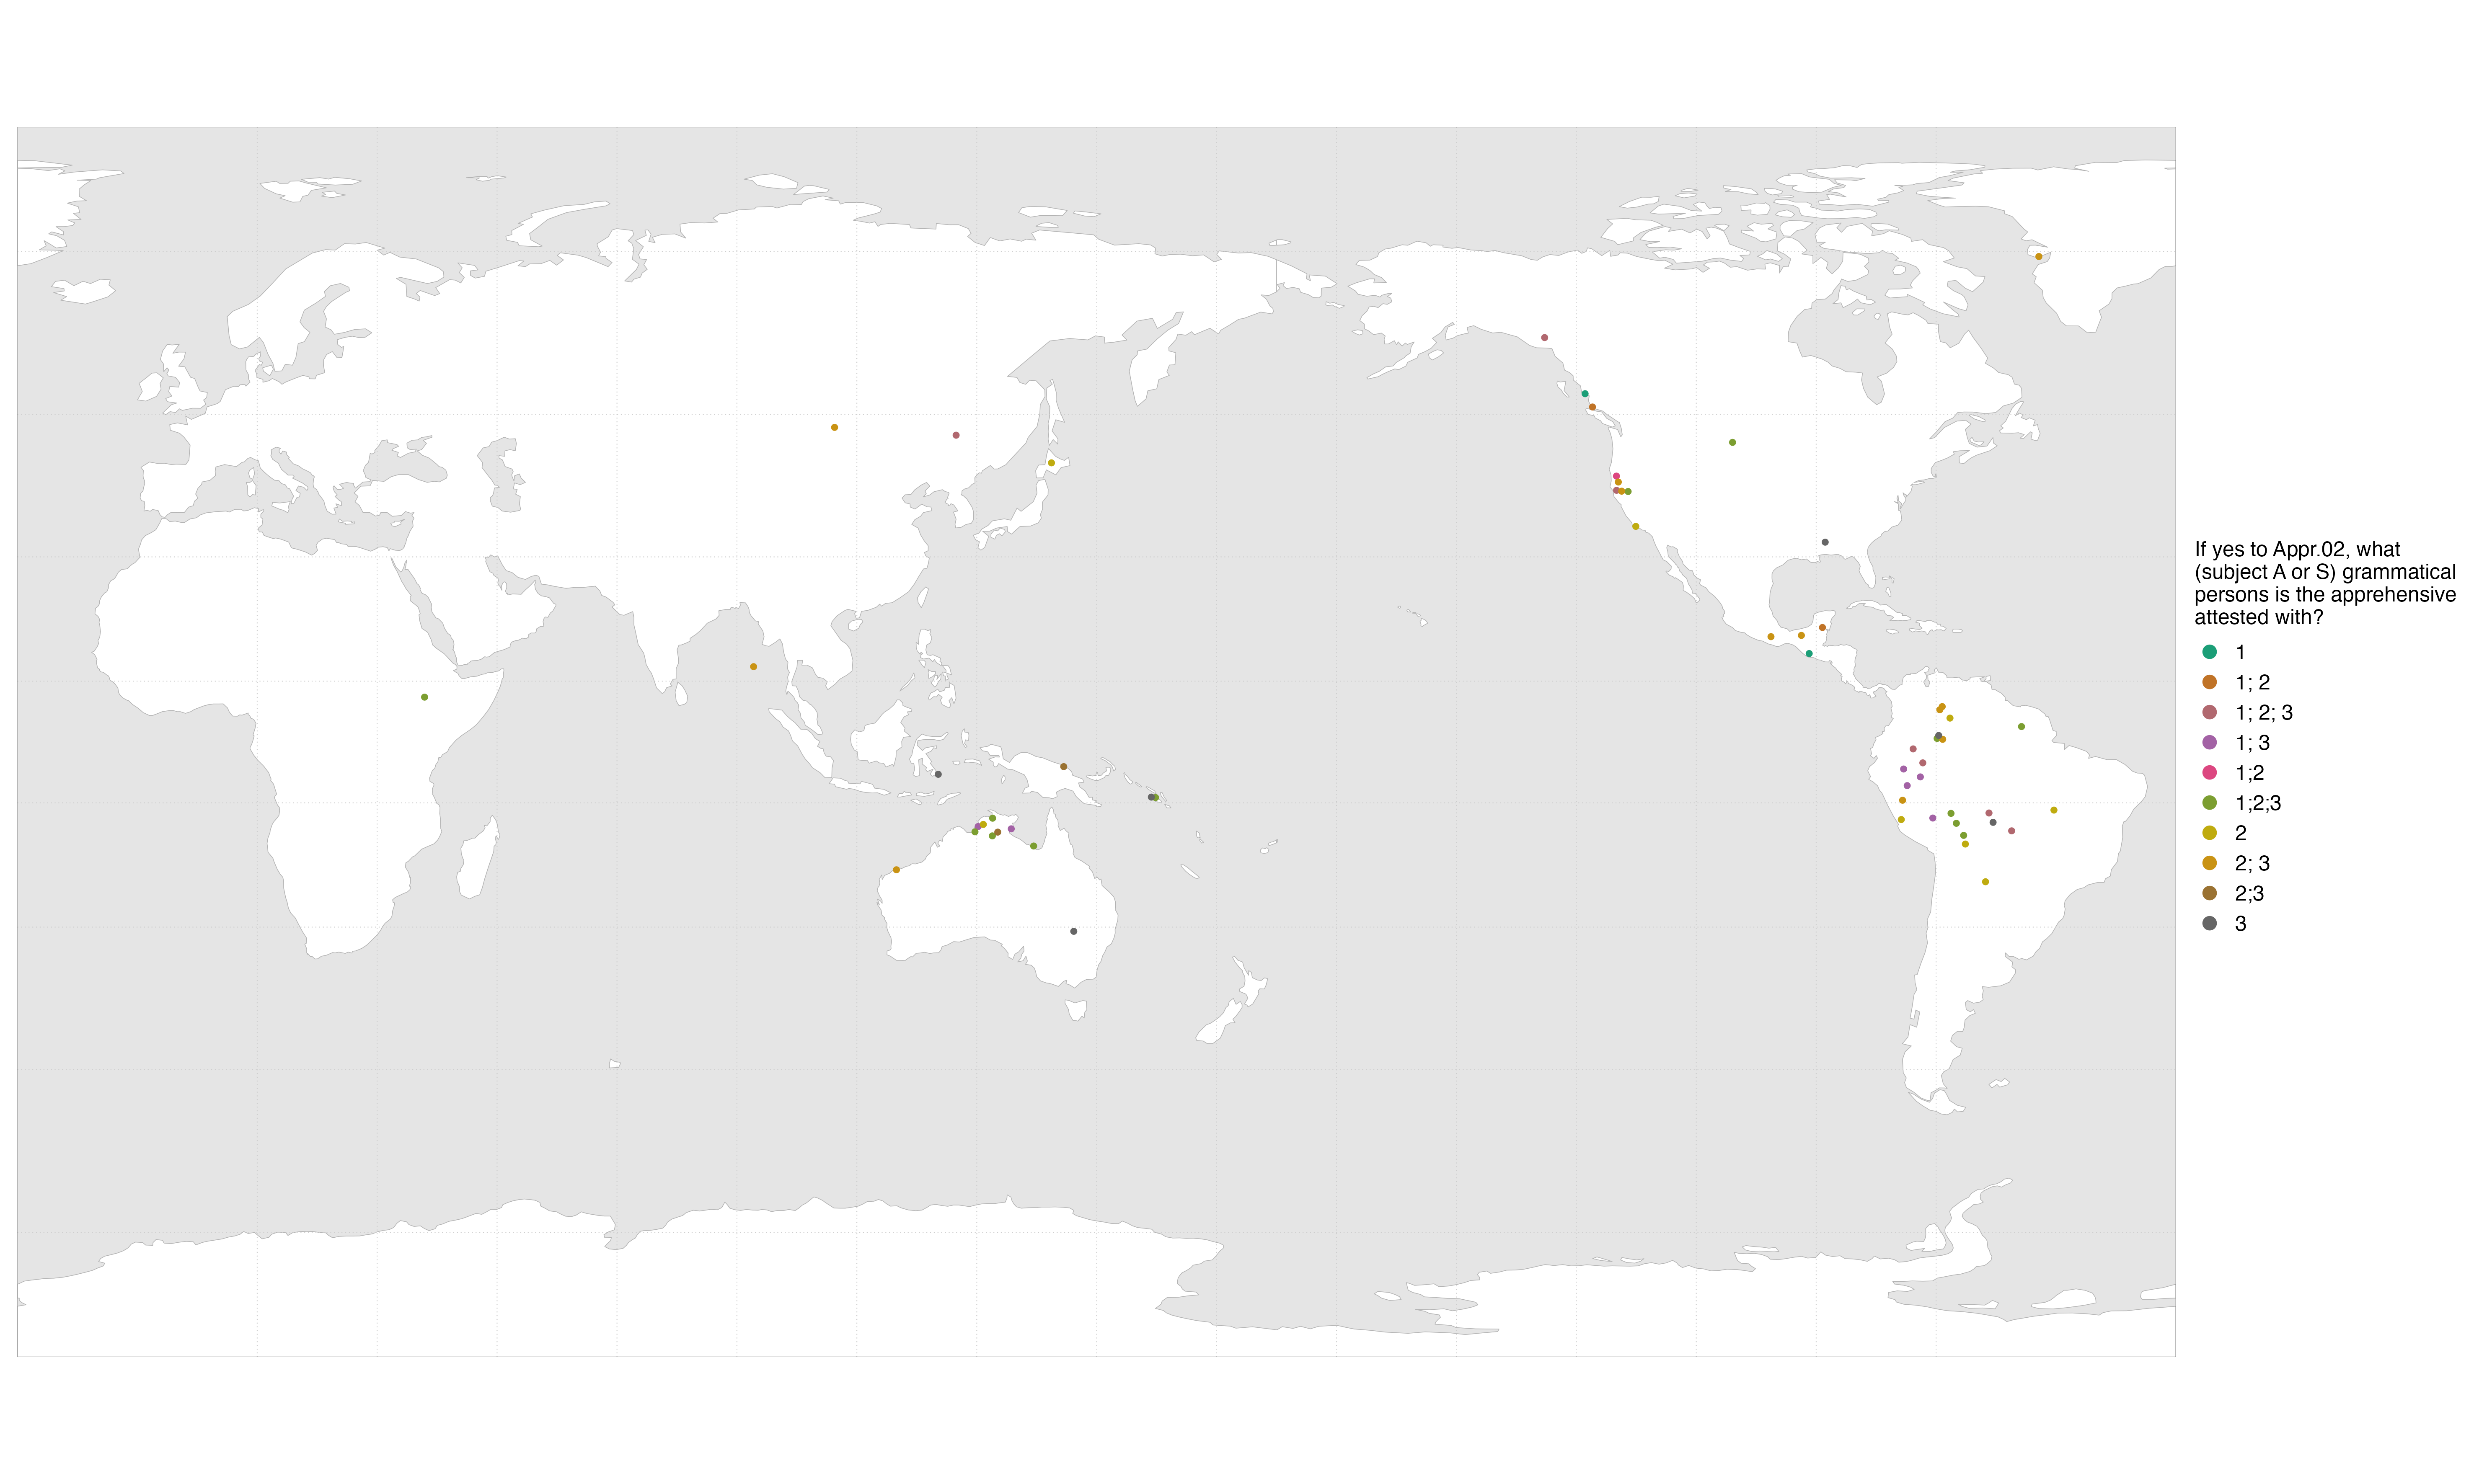 If yes to Appr.02, what
(subject A or S) grammatical
persons is the apprehensive
attested with?
1
1; 2
1; 2; 3
1; 3
1;2
1;2;3
2
2; 3
2;3
3